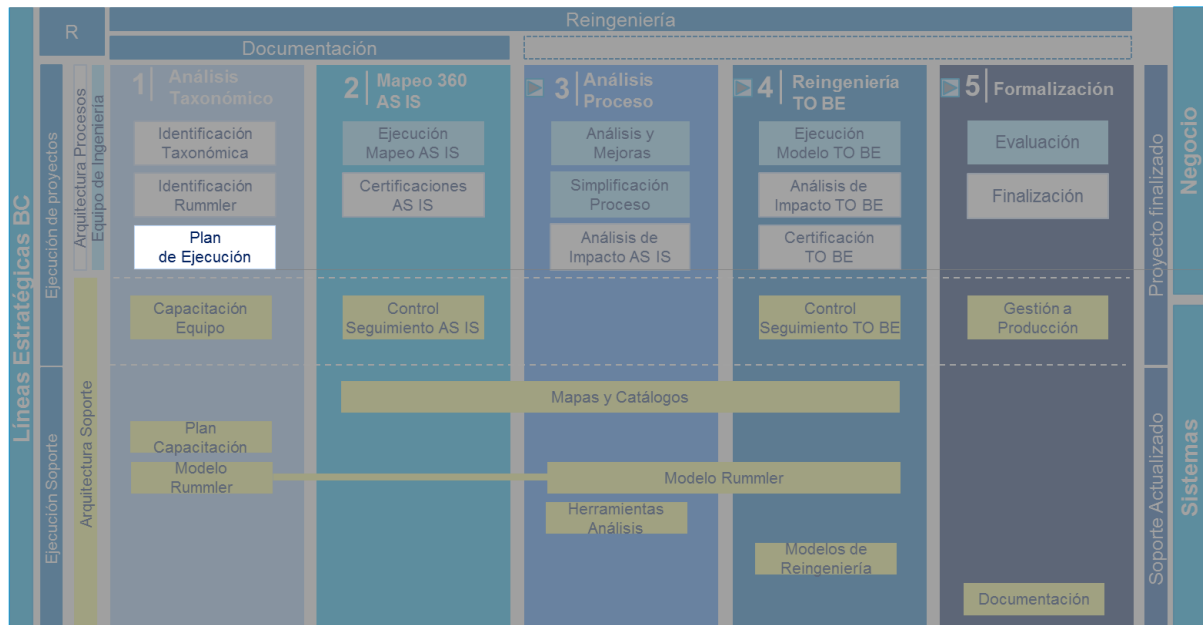 R
Reingeniería
Documentación
Líneas Estratégicas BC
Ejecución de proyectos
Ejecución Soporte
Arquitectura Procesos
Equipo de Ingeniería
Arquitectura Soporte
1
Análisis
Taxonómico
Identificación
Taxonómica
Identificación
Rummler
Plan
de Ejecución
Capacitación
Equipo
Plan
Capacitación
Modelo
Rummler
2
Mapeo 360
AS IS
Ejecución
Mapeo AS IS
Certificaciones
AS IS
Control
Seguimiento AS IS
Mapas y Catálogos
3
Análisis
Proceso
Análisis y
Mejoras
Simplificación
Proceso
Análisis de
Impacto AS IS
Modelo Rummler
Herramientas
Análisis
4
Reingeniería
TO BE
Ejecución
Modelo TO BE
Análisis de
Impacto TO BE
Certificación
TO BE
Control
Seguimiento TO BE
Modelos de
Reingeniería
5
Formalización
Evaluación
Finalización
Gestión a
Producción
Documentación
Proyecto finalizado
Soporte Actualizado
Negocio
Sistemas